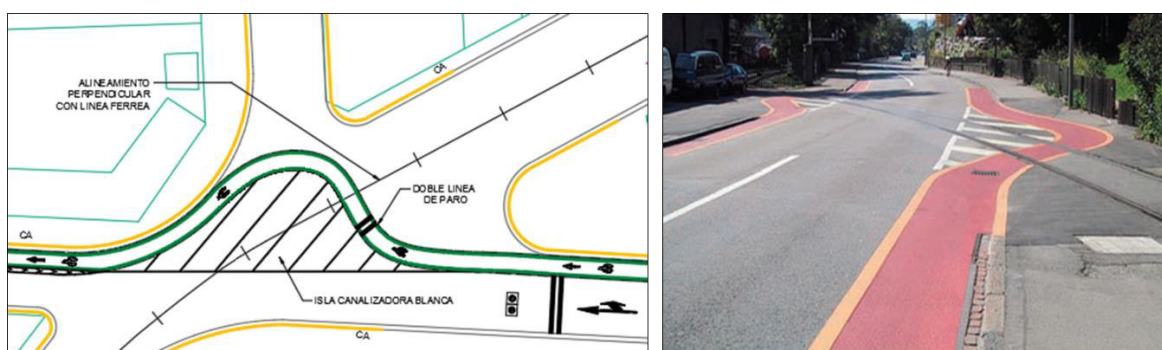 ALINEAMIENTO
PERPENDICULAR
CON LINEA FERREA
CA
DOBLE LINEA
DE PARO
CA
ISLA CANALIZADORA BLANCA
CA